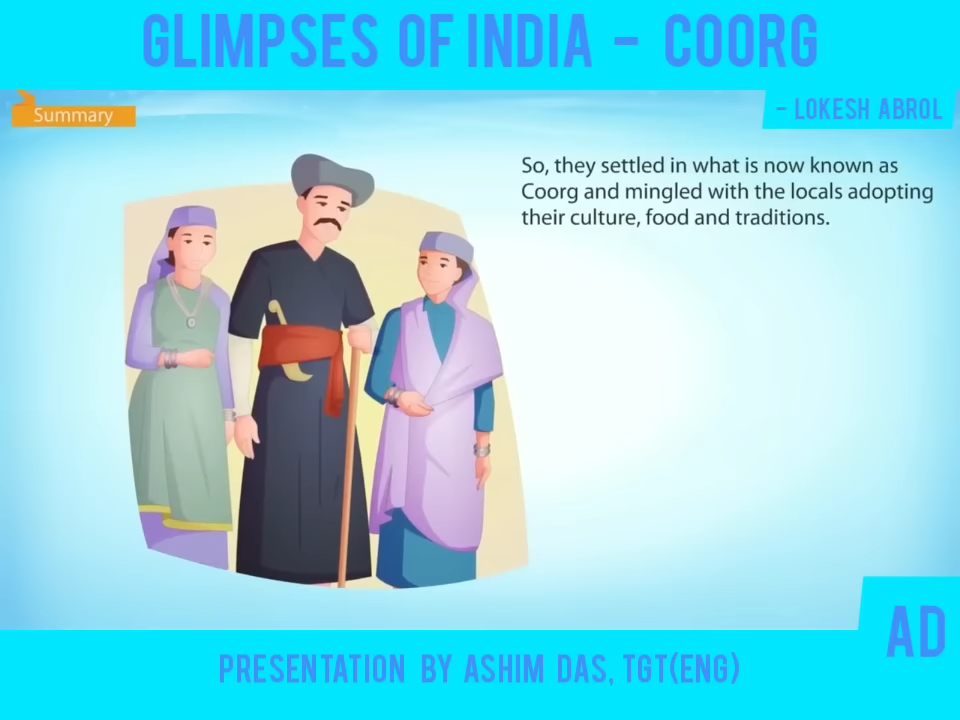 GLIMPSES OF INDIA - COORG
Summary
- LOKESH ABROL
So, they settled in what is now known as
Coorg and mingled with the locals adopting
their culture, food and traditions.
AD
PRESENTATION BY ASHIM DAS, TGT(ENG)